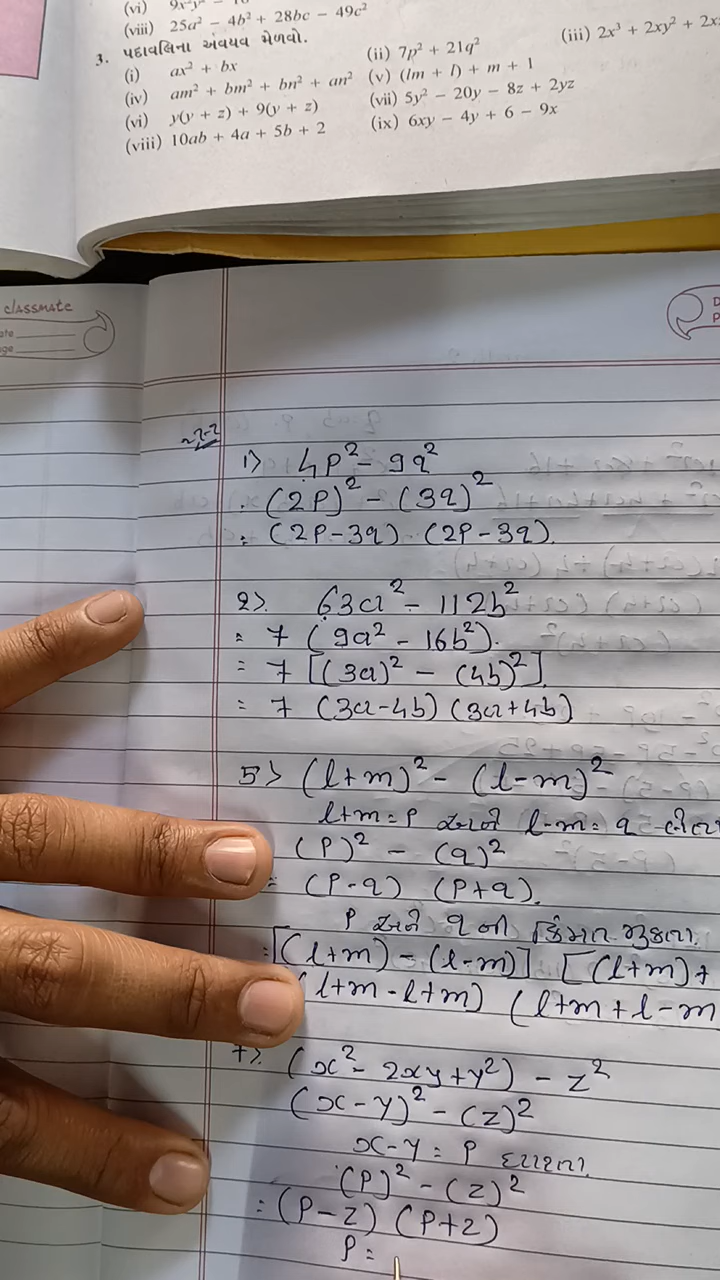 (vi)
(viii) 25a² − 4b² + 28bc − 49c²
3. પદાવલિના અવયવ મેળવો.
(i) ax² + bx (ii) 7p² + 21q² (iii) 2x³ + 2xy² + 2x
(iv) am² + bm² + bn² + an² (v) (lm + l) + m + 1
(vi) y(y + z) + 9(y + z) (vii) 5y² − 20y − 8z + 2yz
(viii) 10ab + 4a + 5b + 2 (ix) 6xy − 4y + 6 − 9x
classmate
1) 4p² − 9q²
(2p)² − (3q)²
(2p − 3q) (2p − 3q)
2) 63a² − 112b²
= 7 (9a² − 16b²)
= 7 [(3a)² − (4b)²]
= 7 (3a − 4b) (3a + 4b)
5) (l+m)² − (l−m)²
l+m = p અને l−m = q
(p)² − (q)²
= (p−q) (p+q)
p અને q ની કિંમત મુકતા
= [(l+m) − (l−m)] [(l+m) +
(l+m−l+m) (l+m+l−m
7) (x² − 2xy + y²) − z²
(x−y)² − (z)²
x−y = p
(p)² − (z)²
= (p−z) (p+z)
p =